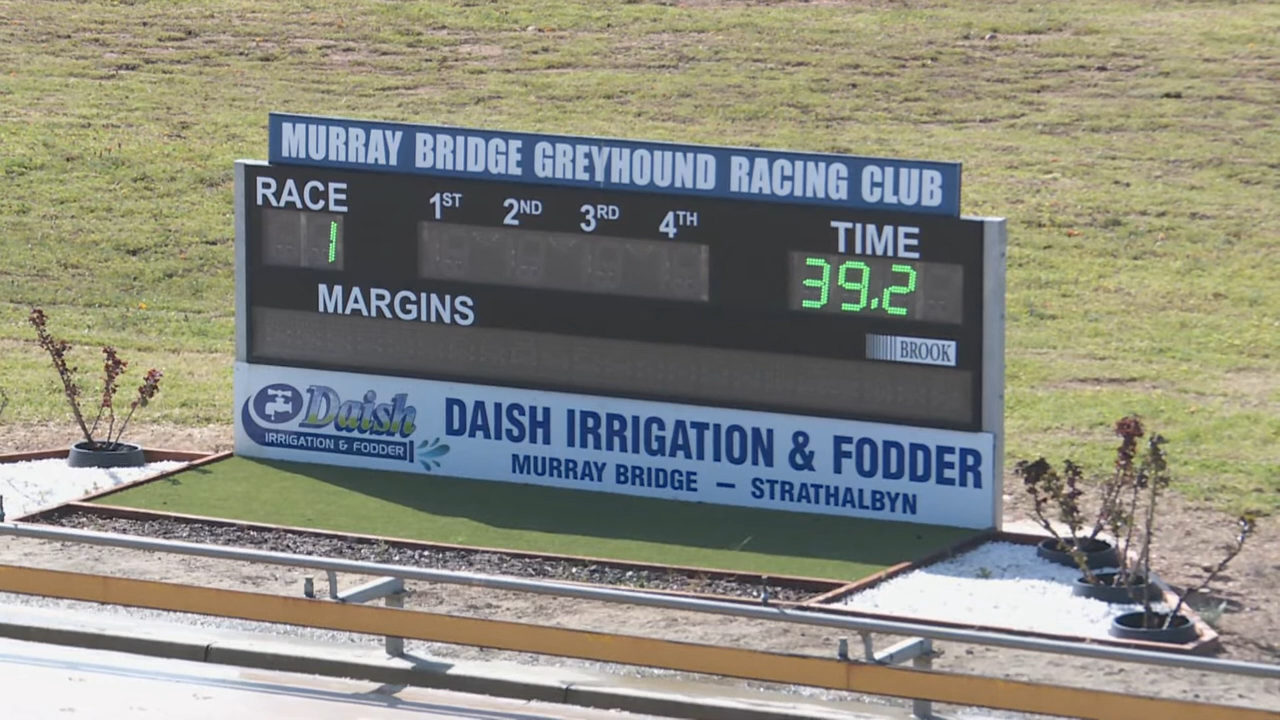 MURRAY BRIDGE GREYHOUND RACING CLUB
RACE 1ST 2ND 3RD 4TH TIME
1 39.2
MARGINS
BROOK
Daish
IRRIGATION & FODDER
DAISH IRRIGATION & FODDER
MURRAY BRIDGE – STRATHALBYN